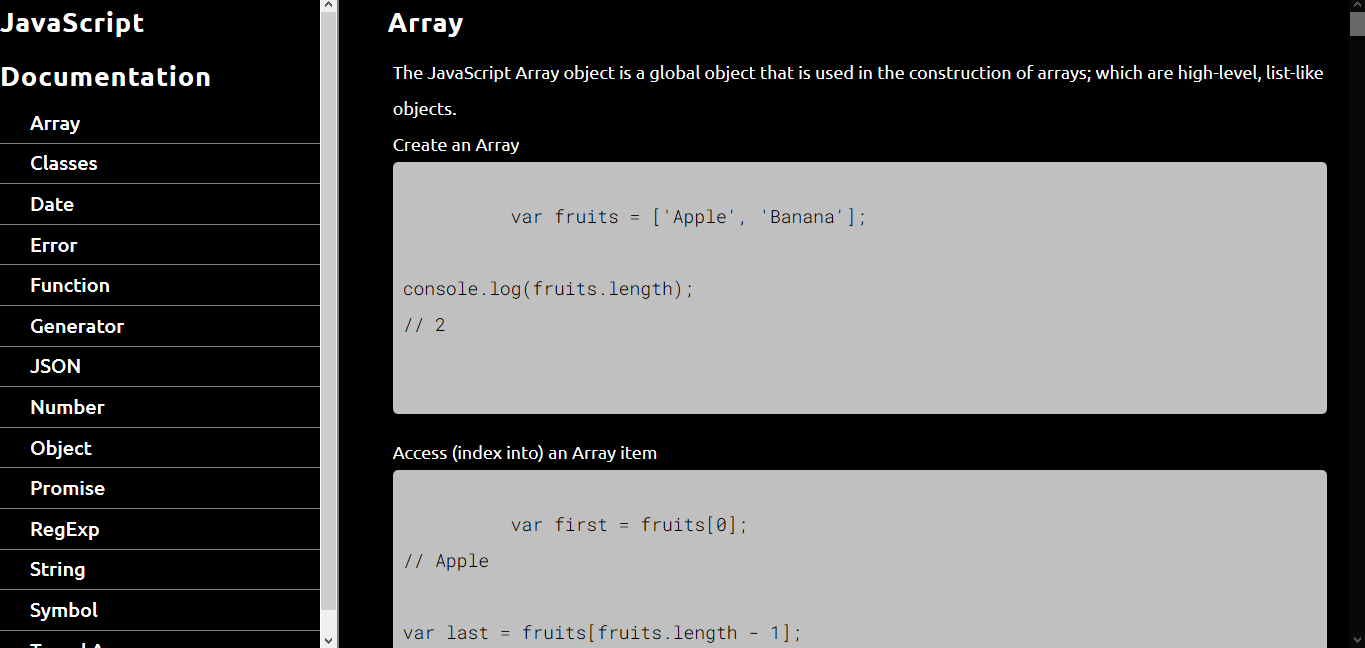 JavaScript
Documentation
Array
Classes
Date
Error
Function
Generator
JSON
Number
Object
Promise
RegExp
String
Symbol
Array
The JavaScript Array object is a global object that is used in the construction of arrays; which are high-level, list-like
objects.
Create an Array
var fruits = ['Apple', 'Banana'];
console.log(fruits.length);
// 2
Access (index into) an Array item
var first = fruits[0];
// Apple
var last = fruits[fruits.length - 1];